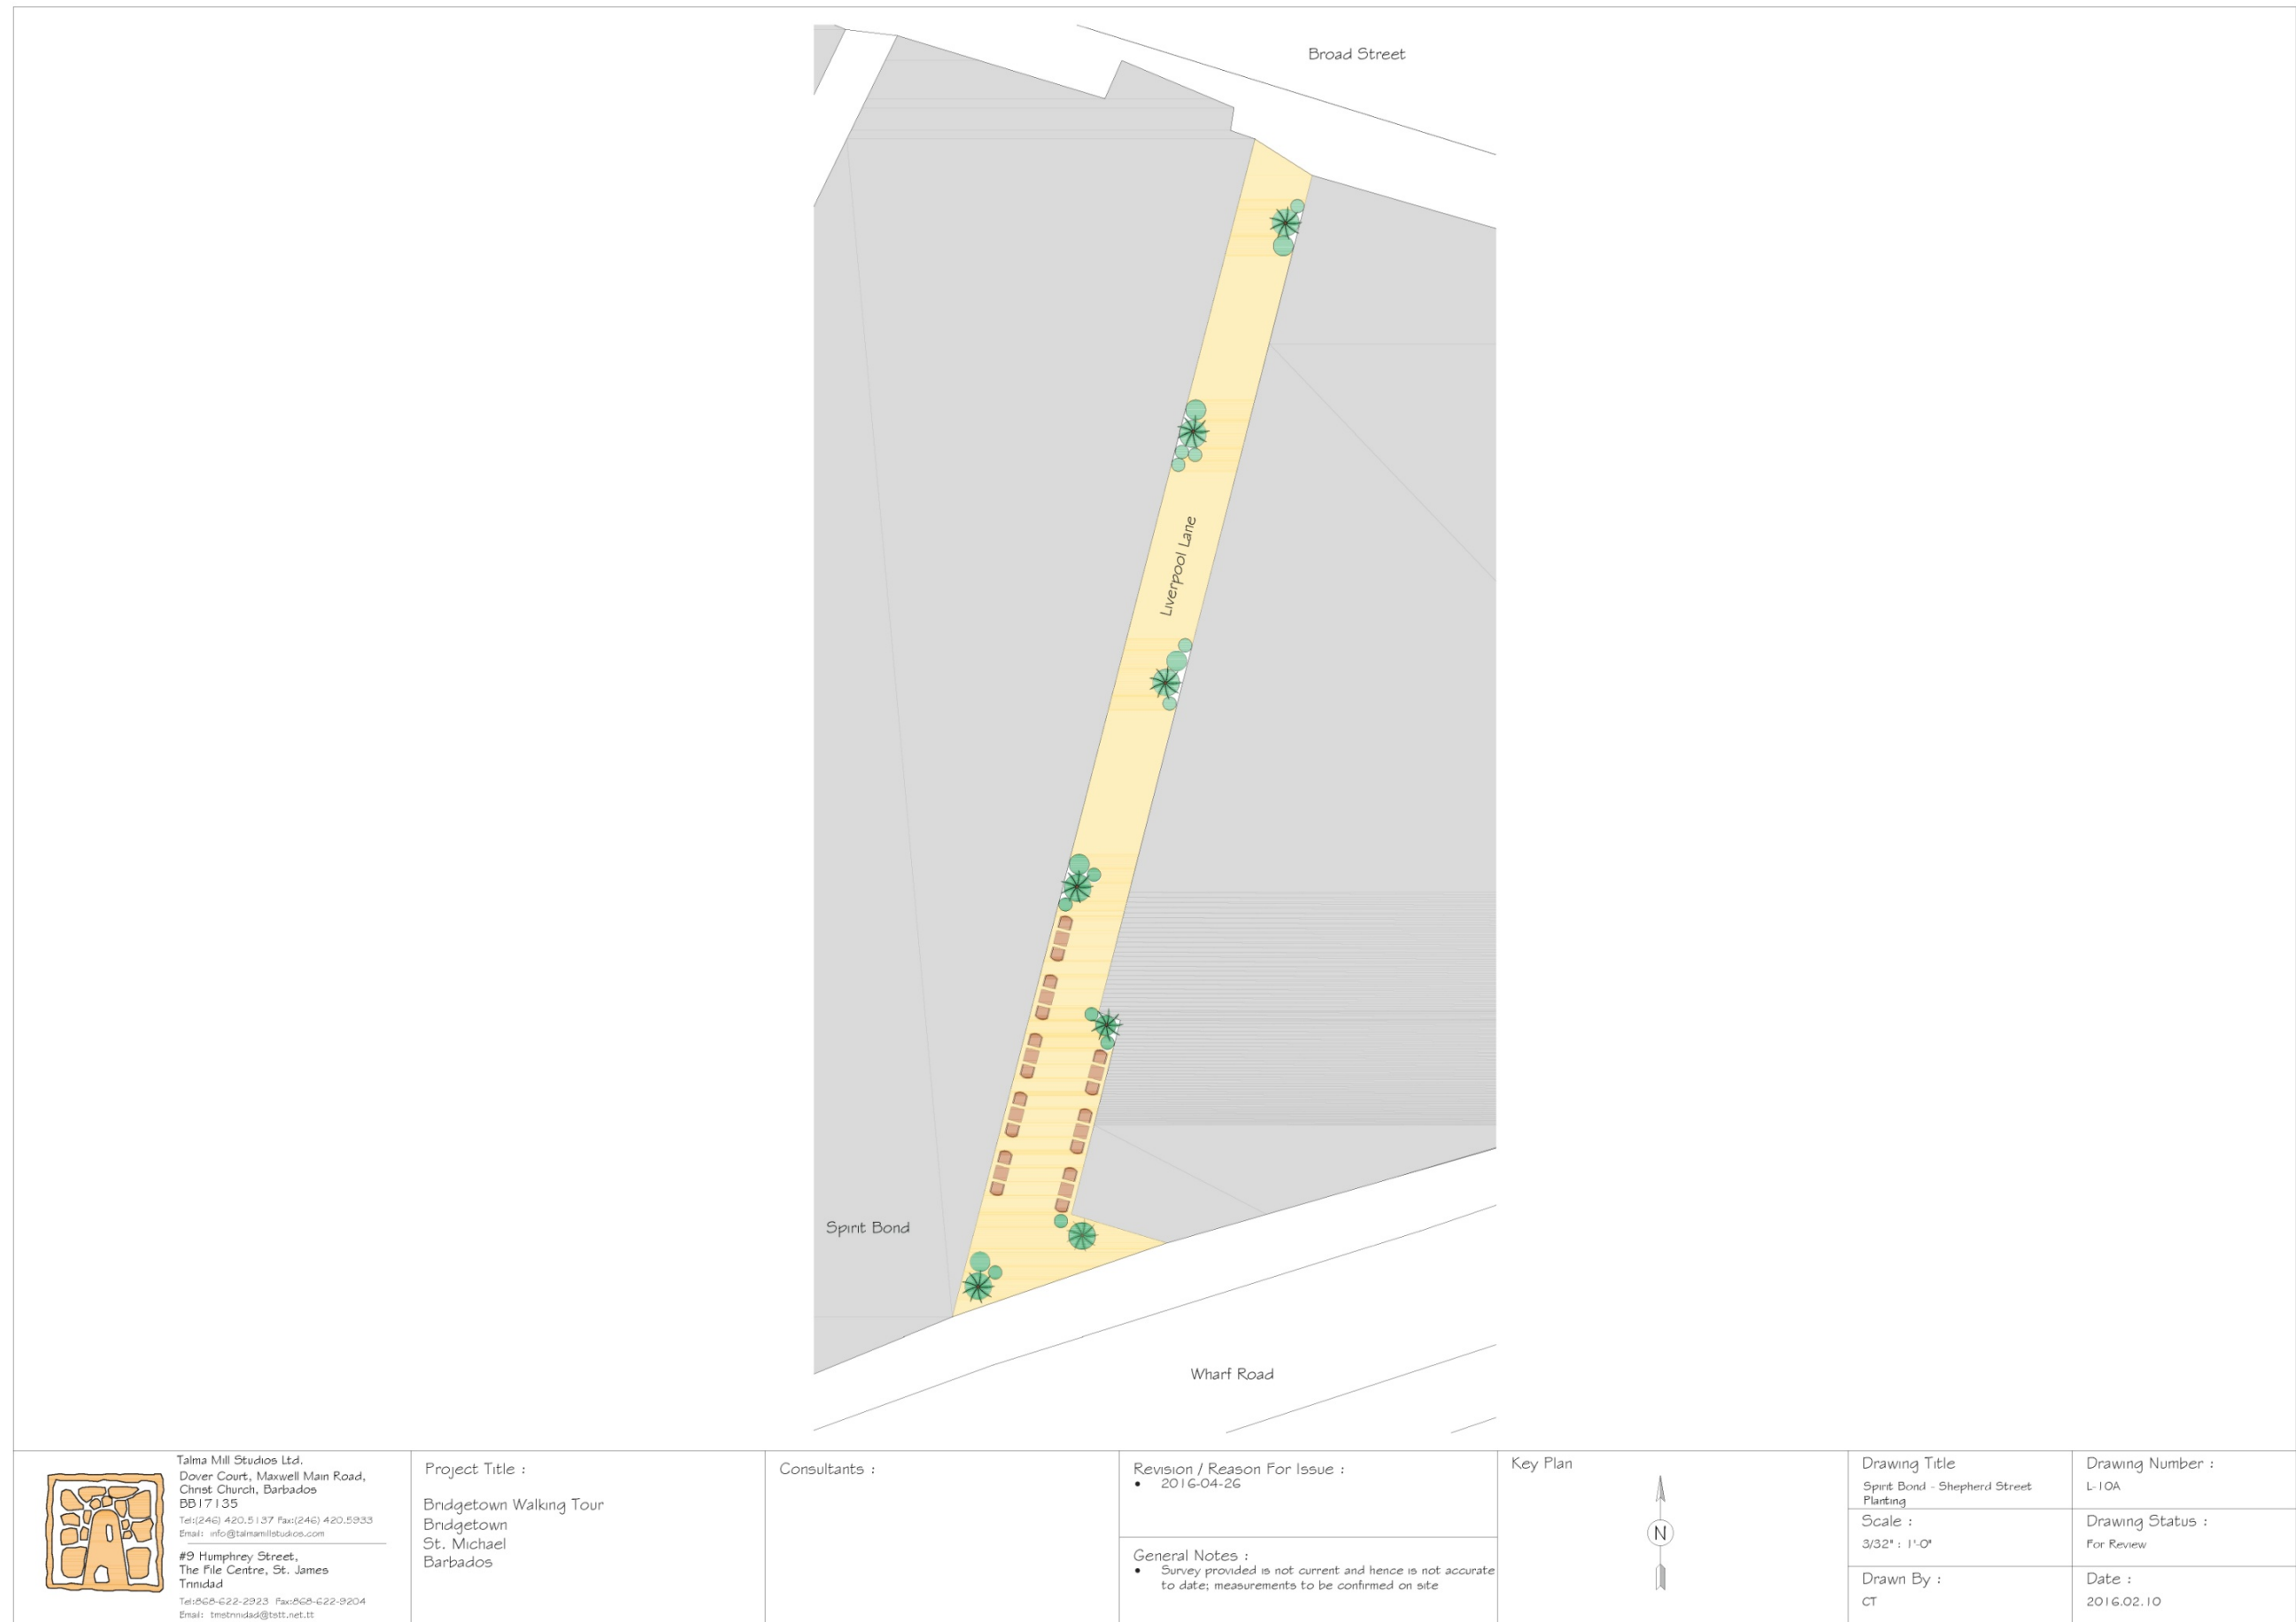 Broad Street
Liverpool Lane
Spirit Bond
Wharf Road
Talma Mill Studios Ltd.
Dover Court, Maxwell Main Road,
Christ Church, Barbados
BB17135
Tel:(246) 420.5137 Fax:(246) 420.5933
Email: info@talmamillstudios.com
#9 Humphrey Street,
The File Centre, St. James
Trinidad
Tel:868-622-2923 Fax:868-622-9204
Email: tmstrinidad@tstt.net.tt
Project Title :
Bridgetown Walking Tour
Bridgetown
St. Michael
Barbados
Consultants :
Revision / Reason For Issue :
• 2016-04-26
General Notes :
• Survey provided is not current and hence is not accurate
to date; measurements to be confirmed on site
Key Plan
N
Drawing Title
Spirit Bond - Shepherd Street
Planting
Scale :
3/32" : 1'-0"
Drawn By :
CT
Drawing Number :
L-10A
Drawing Status :
For Review
Date :
2016.02.10